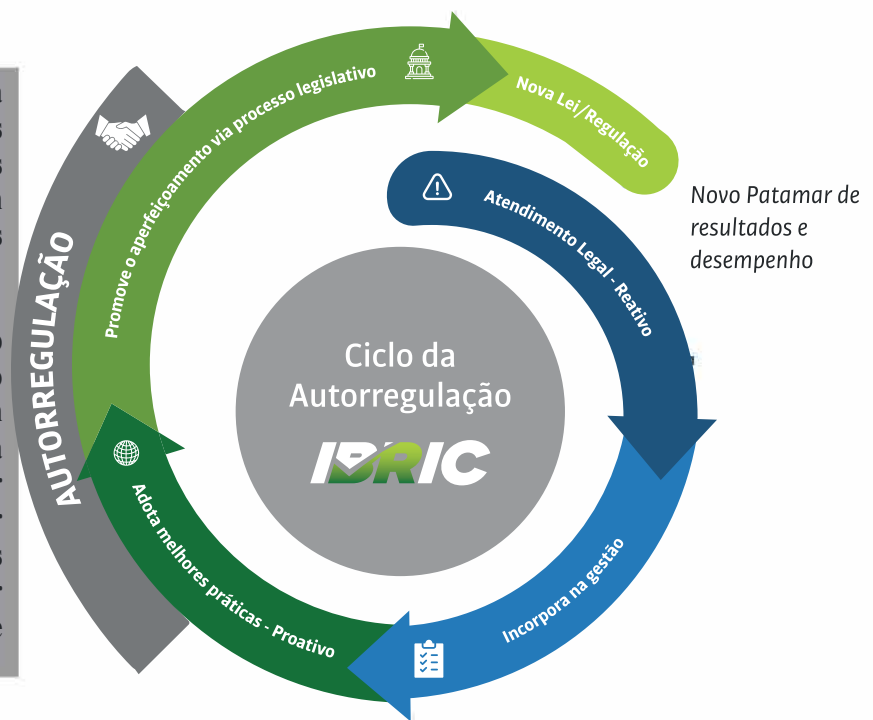 Promove o aperfeiçoamento via processo legislativo
Nova Lei/Regulação
Atendimento Legal - Reativo
Novo Patamar de
resultados e
desempenho
AUTORREGULAÇÃO
Ciclo da
Autorregulação
IBRIC
Adota melhores práticas - Proativo
Incorpora na gestão